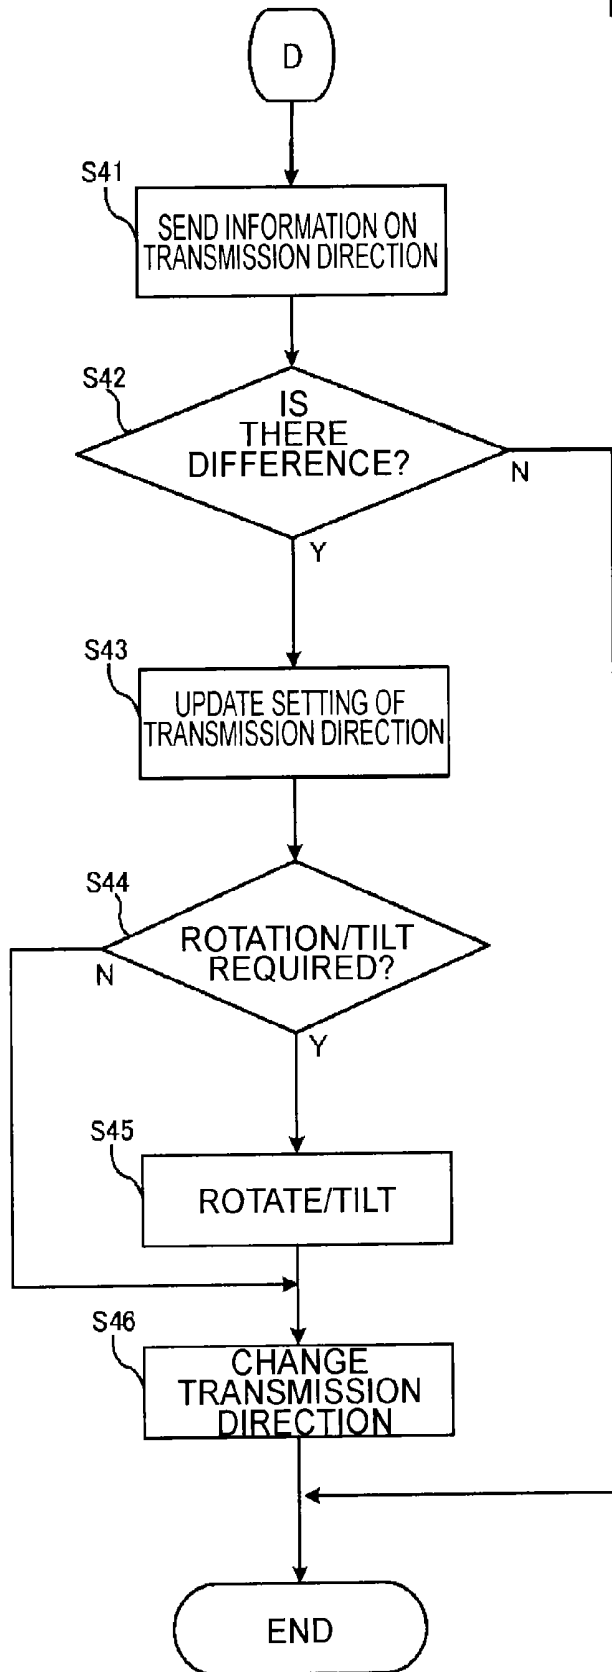 D
S41
SEND INFORMATION ON
TRANSMISSION DIRECTION
S42
IS
THERE
DIFFERENCE?
N
Y
S43
UPDATE SETTING OF
TRANSMISSION DIRECTION
S44
ROTATION/TILT
REQUIRED?
N
Y
S45
ROTATE/TILT
S46
CHANGE
TRANSMISSION
DIRECTION
END